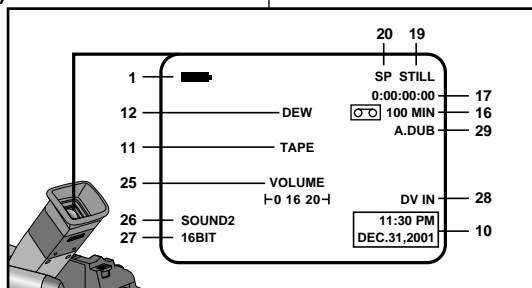 20 19
SP STILL
1
0:00:00:00 17
12 DEW 100 MIN 16
A.DUB 29
11 TAPE
25 VOLUME
0 16 20
DV IN 28
26 SOUND2 11:30 PM
27 16BIT DEC.31,2001 10